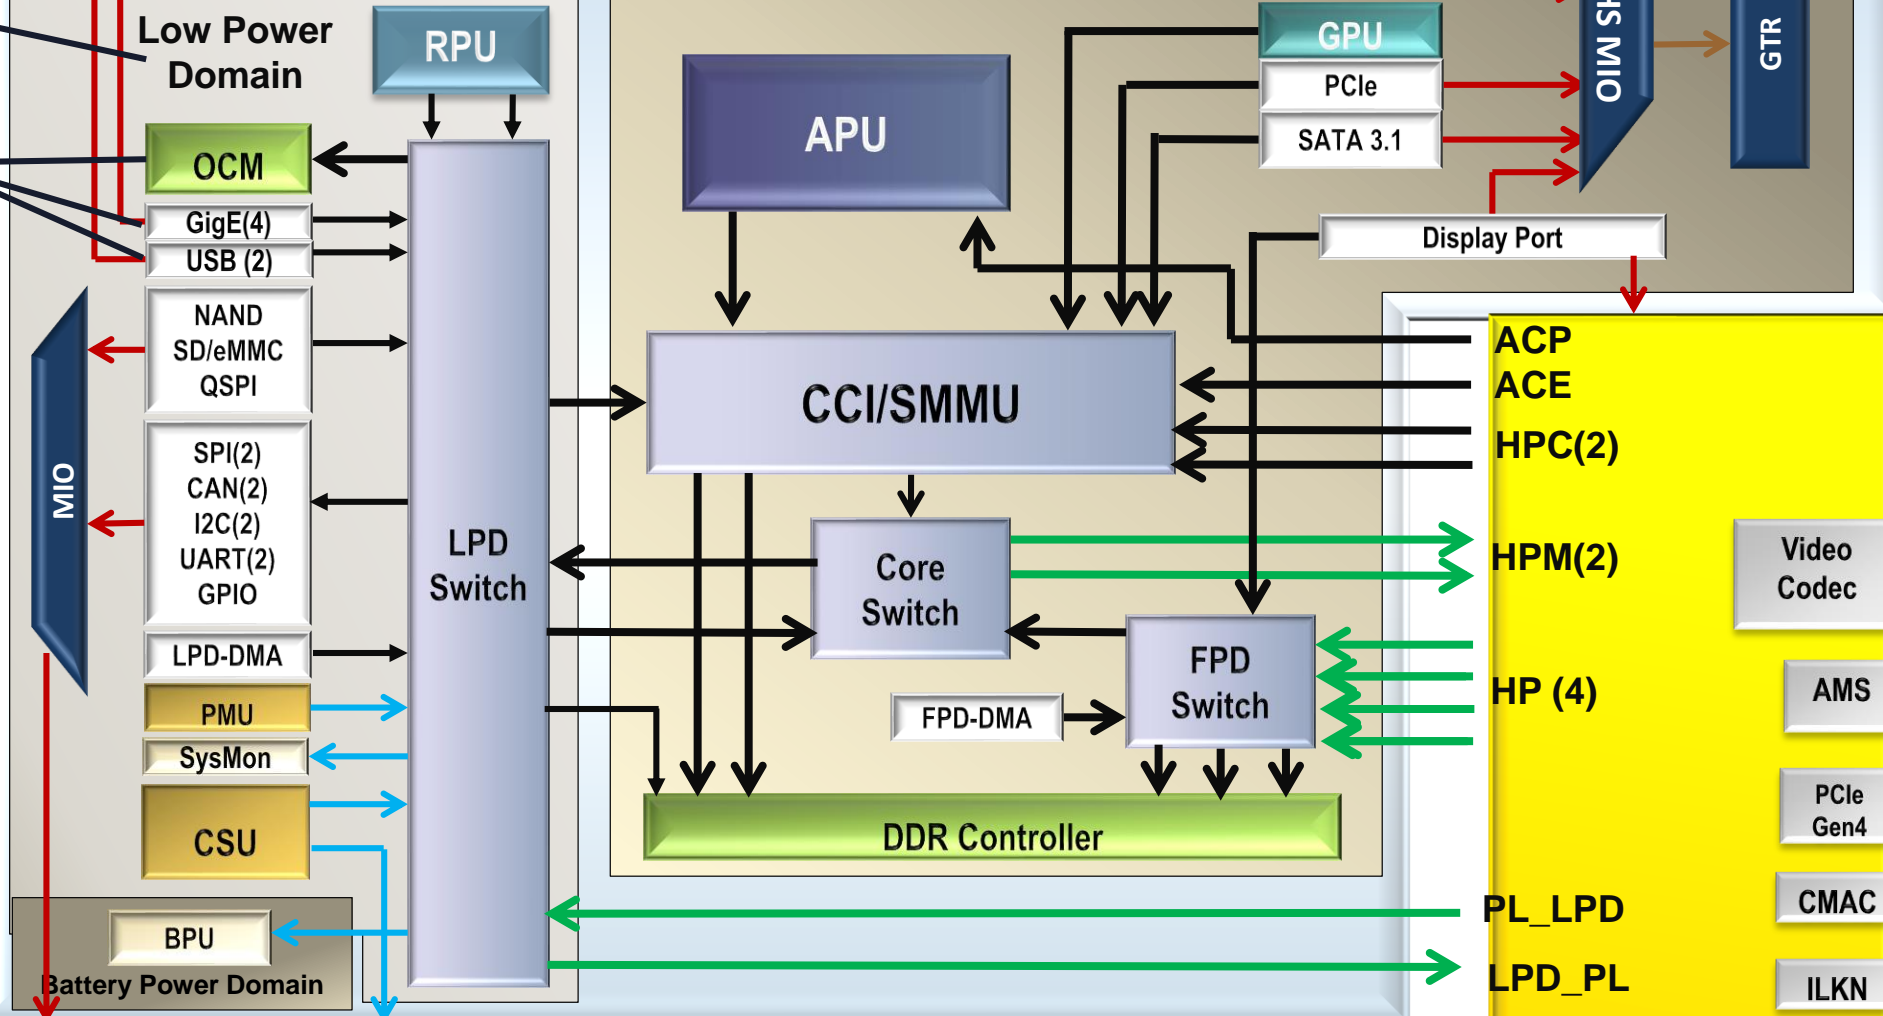 Low Power
Domain
RPU
OCM
GigE(4)
USB (2)
NAND
SD/eMMC
QSPI
SPI(2)
CAN(2)
I2C(2)
UART(2)
GPIO
MIO
LPD-DMA
PMU
SysMon
CSU
BPU
Battery Power Domain
LPD
Switch
APU
GPU
PCIe
SATA 3.1
HS MIO
GTR
Display Port
CCI/SMMU
Core
Switch
FPD
Switch
FPD-DMA
DDR Controller
ACP
ACE
HPC(2)
HPM(2)
HP (4)
PL_LPD
LPD_PL
Video
Codec
AMS
PCIe
Gen4
CMAC
ILKN